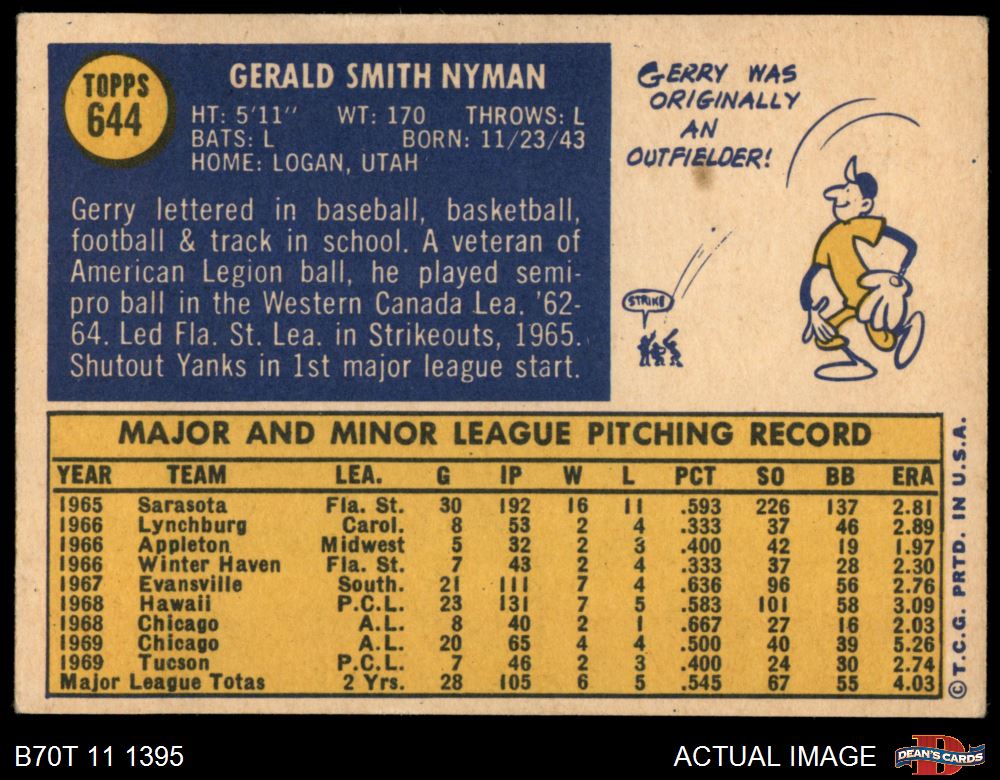 TOPPS
644
GERALD SMITH NYMAN
HT: 5'11" WT: 170 THROWS: L
BATS: L BORN: 11/23/43
HOME: LOGAN, UTAH
Gerry lettered in baseball, basketball,
football & track in school. A veteran of
American Legion ball, he played semi-
pro ball in the Western Canada Lea. '62-
64. Led Fla. St. Lea. in Strikeouts, 1965.
Shutout Yanks in 1st major league start.
GERRY WAS
ORIGINALLY
AN
OUTFIELDER!
STRIKE
MAJOR AND MINOR LEAGUE PITCHING RECORD
YEAR TEAM LEA. G IP W L PCT SO BB ERA
1965 Sarasota Fla. St. 30 192 16 11 .593 226 137 2.81
1966 Lynchburg Carol. 8 53 2 4 .333 37 46 2.89
1966 Appleton Midwest 5 32 2 3 .400 42 19 1.97
1966 Winter Haven Fla. St. 7 43 2 4 .333 37 28 2.30
1967 Evansville South. 21 111 7 4 .636 96 56 2.76
1968 Hawaii P.C.L. 23 131 7 5 .583 101 58 3.09
1968 Chicago A.L. 8 40 2 1 .667 27 16 2.03
1969 Chicago A.L. 20 65 4 4 .500 40 39 5.26
1969 Tucson P.C.L. 7 46 2 3 .400 24 30 2.74
Major League Totas 2 Yrs. 28 105 6 5 .545 67 55 4.03
© T.C.G. PRTD. IN U.S.A.
B70T 11 1395
ACTUAL IMAGE
DEAN'S CARDS